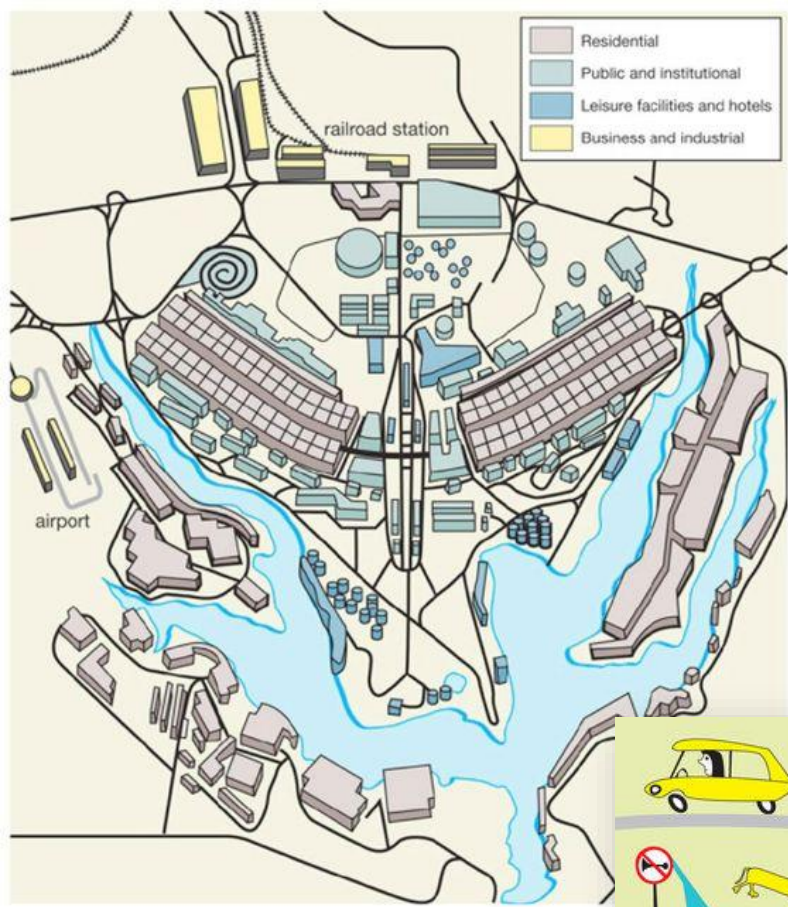 Residential
Public and institutional
Leisure facilities and hotels
Business and industrial
railroad station
airport